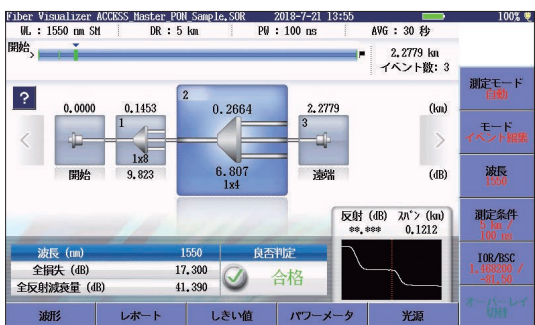 Fiber Visualizer ACCESS_Master_PON_Sample.SOR 2018-7-21 13:55 100%
WL : 1550 nm SM DR : 5 km PW : 100 ns AVG : 30 秒
開始
2.2779 km
イベント数: 3
?
0.0000 0.1453 2 0.2664 2.2779 (km)
1 3
1x8
開始 9.823 6.807 遠端 (dB)
1x4
反射 (dB) スパン (km)
**.*** 0.1212
波長 (nm) 1550 良否判定
全損失 (dB) 17.300 合格
全反射減衰量 (dB) 41.390
測定モード
自動
モード
イベント編集
波長
1550
測定条件
5 km /
100 ns
IOR/BSC
1.468200 /
-81.50
オーバーレイ
波形 レポート しきい値 パワーメータ 光源